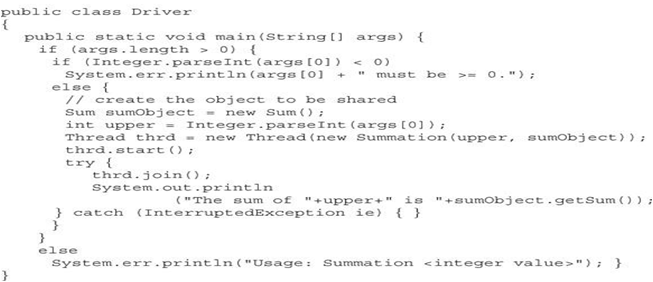 public class Driver
{
public static void main(String[] args) {
if (args.length > 0) {
if (Integer.parseInt(args[0]) < 0)
System.err.println(args[0] + " must be >= 0.");
else {
// create the object to be shared
Sum sumObject = new Sum();
int upper = Integer.parseInt(args[0]);
Thread thrd = new Thread(new Summation(upper, sumObject));
thrd.start();
try {
thrd.join();
System.out.println
("The sum of "+upper+" is "+sumObject.getSum());
} catch (InterruptedException ie) { }
}
}
else
System.err.println("Usage: Summation <integer value>"); }
}